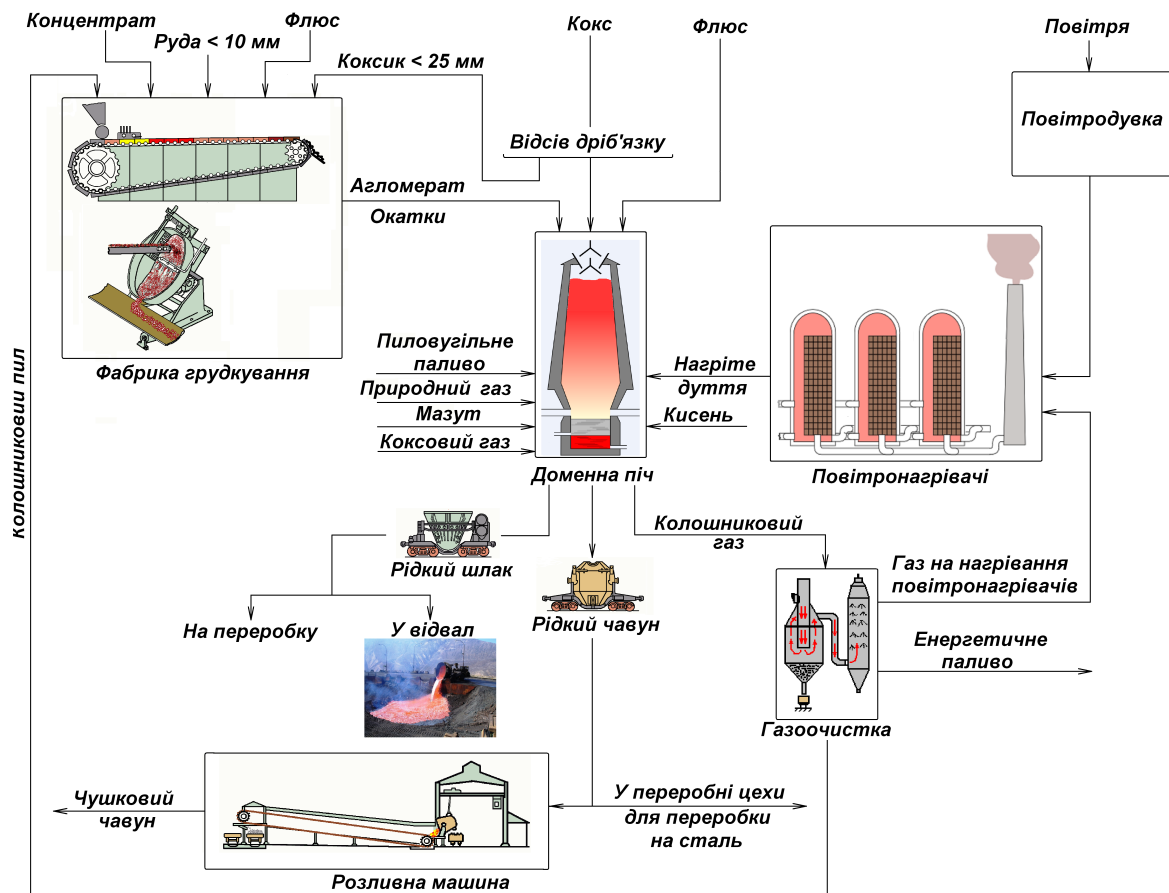 Концентрат
Флюс
Руда < 10 мм
Коксик < 25 мм
Кокс
Флюс
Повітря
Повітродувка
Відсів дріб'язку
Агломерат
Окатки
Фабрика грудкування
Колошниковий пил
Пиловугільне
паливо
Природний газ
Мазут
Коксовий газ
Нагріте
дуття
Кисень
Доменна піч
Повітронагрівачі
Колошниковий
газ
Рідкий шлак
Рідкий чавун
На переробку
У відвал
Газ на нагрівання
повітронагрівачів
Енергетичне
паливо
Газоочистка
Чушковий
чавун
У переробні цехи
для переробки
на сталь
Розливна машина